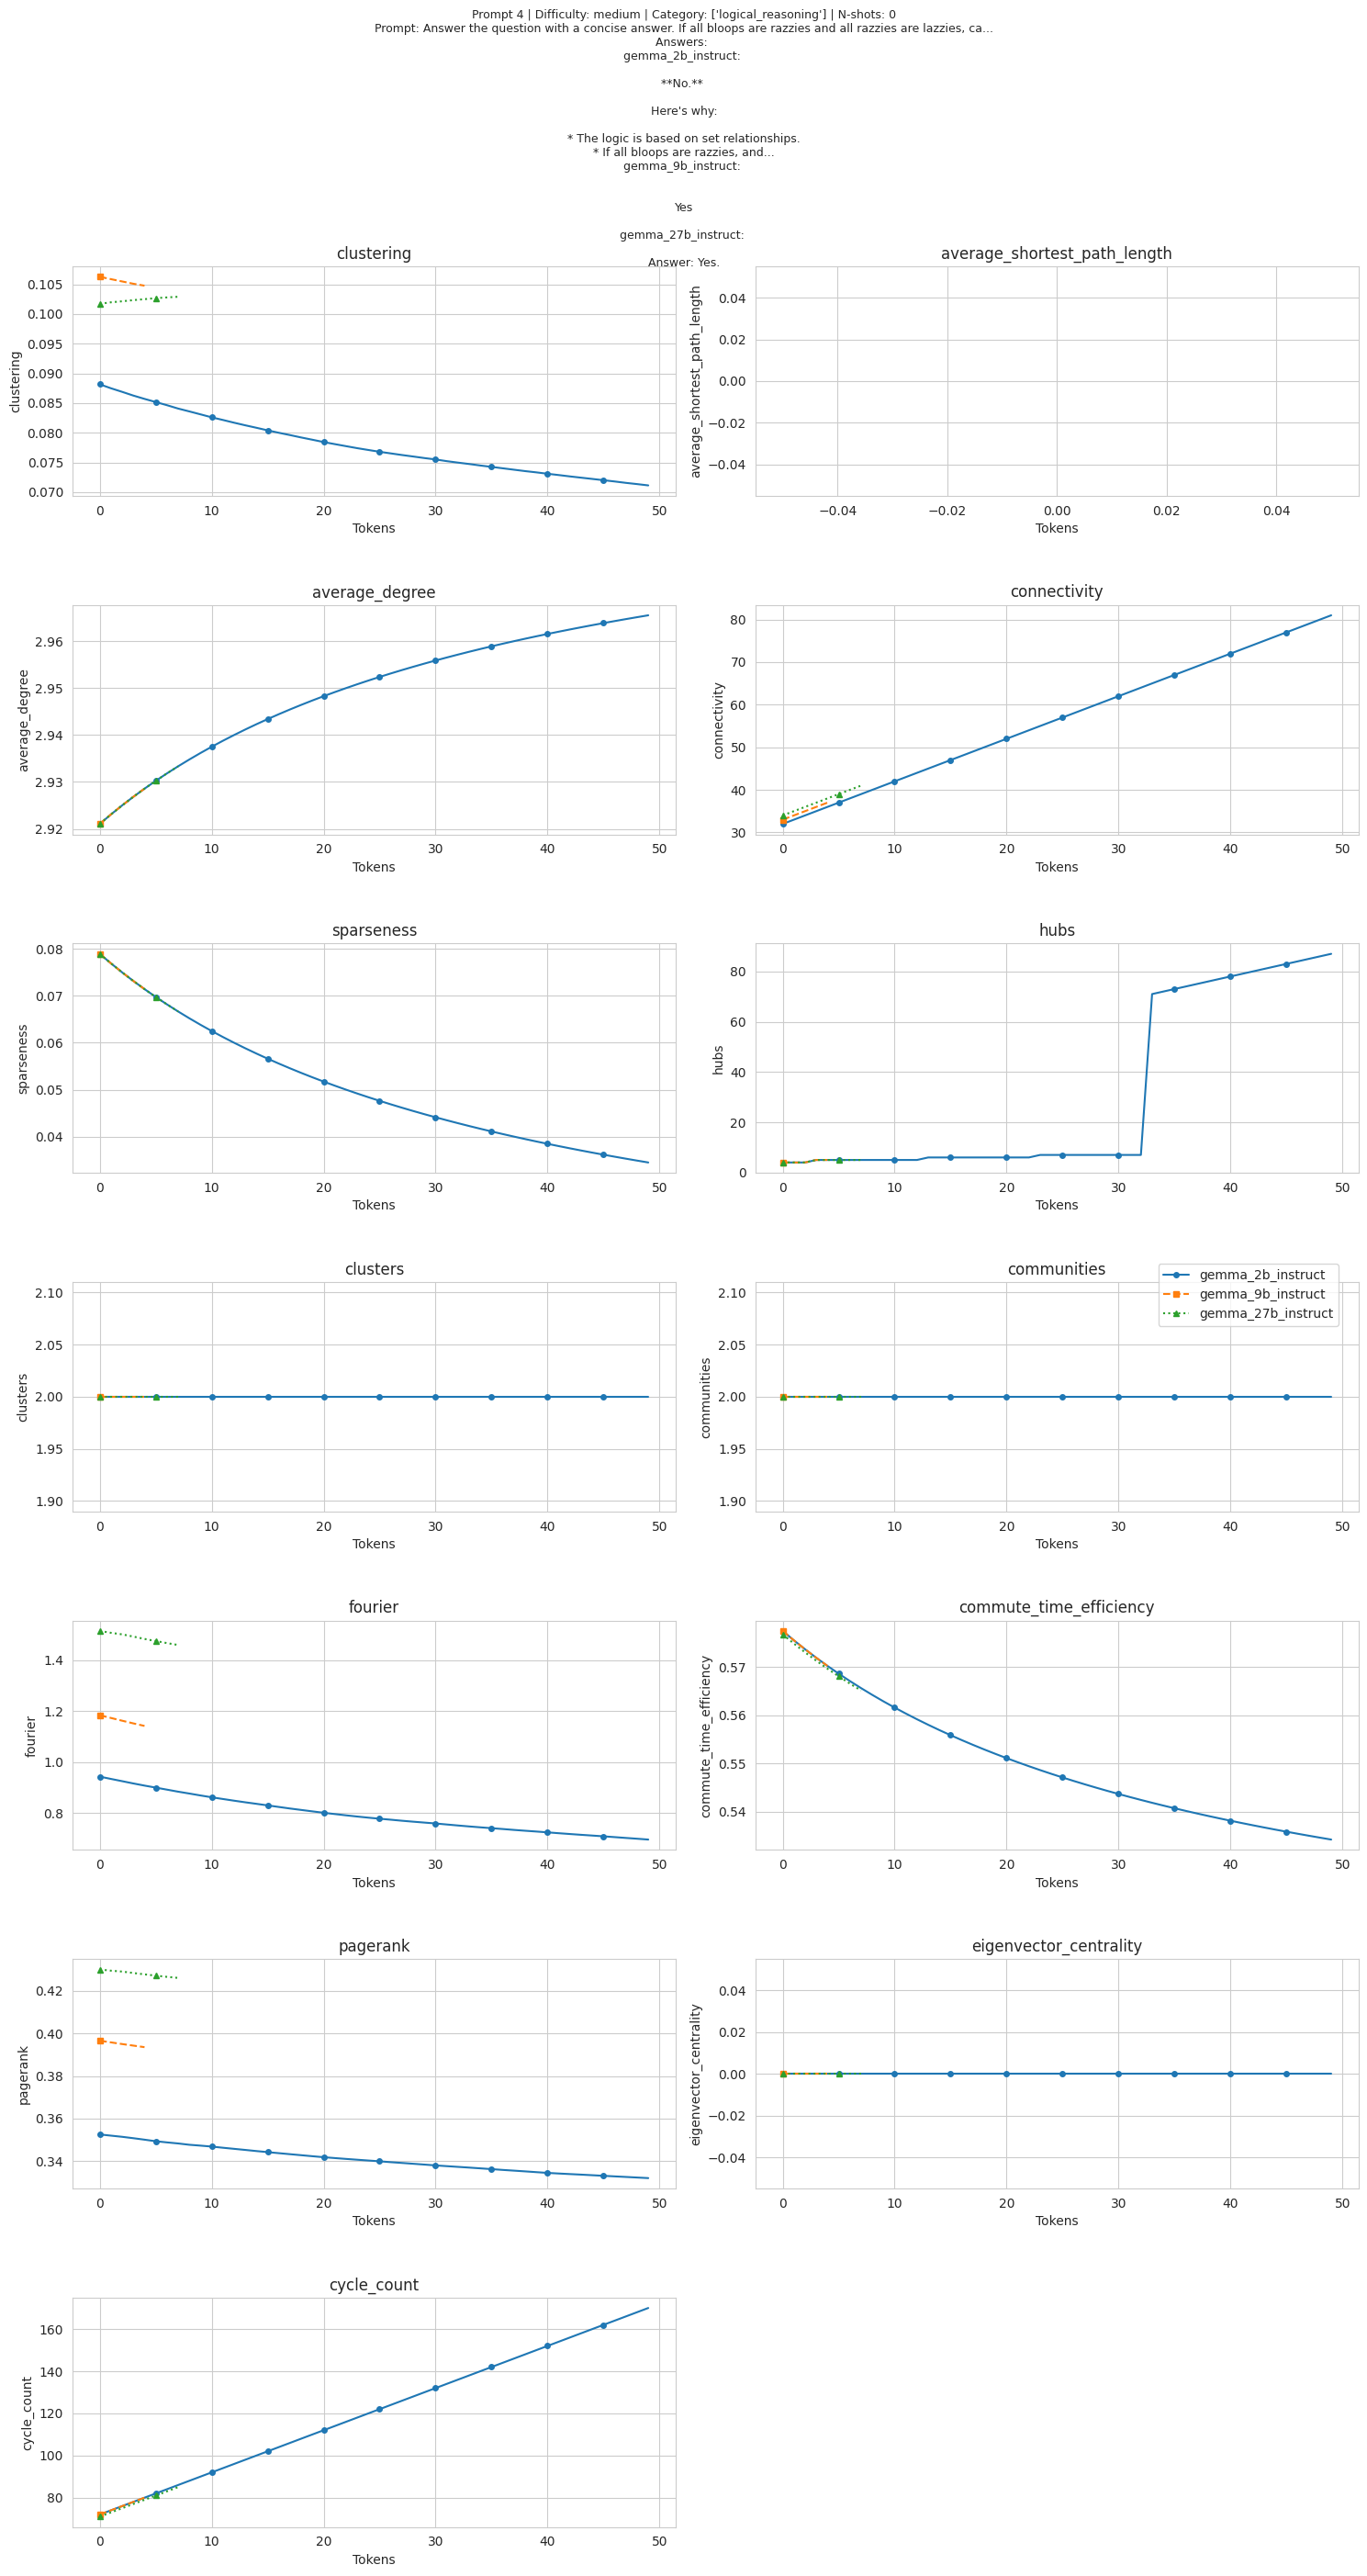 Prompt 4 | Difficulty: medium | Category: ['logical_reasoning'] | N-shots: 0
Prompt: Answer the question with a concise answer. If all bloops are razzies and all razzies are lazzies, ca...
Answers:
gemma_2b_instruct:
**No.**
Here's why:
* The logic is based on set relationships.
* If all bloops are razzies, and...
gemma_9b_instruct:
Yes
gemma_27b_instruct:
Answer: Yes.
clustering
0.105
0.100
0.095
0.090
0.085
0.080
0.075
0.070
clustering
0 10 20 30 40 50
Tokens
average_shortest_path_length
0.04
0.02
0.00
−0.02
−0.04
average_shortest_path_length
−0.04 −0.02 0.00 0.02 0.04
Tokens
average_degree
2.96
2.95
2.94
2.93
2.92
average_degree
0 10 20 30 40 50
Tokens
connectivity
80
70
60
50
40
30
connectivity
0 10 20 30 40 50
Tokens
sparseness
0.08
0.07
0.06
0.05
0.04
sparseness
0 10 20 30 40 50
Tokens
hubs
80
60
40
20
0
hubs
0 10 20 30 40 50
Tokens
clusters
2.10
2.05
2.00
1.95
1.90
clusters
0 10 20 30 40 50
Tokens
communities
gemma_2b_instruct
gemma_9b_instruct
gemma_27b_instruct
2.10
2.05
2.00
1.95
1.90
communities
0 10 20 30 40 50
Tokens
fourier
1.4
1.2
1.0
0.8
fourier
0 10 20 30 40 50
Tokens
commute_time_efficiency
0.57
0.56
0.55
0.54
commute_time_efficiency
0 10 20 30 40 50
Tokens
pagerank
0.42
0.40
0.38
0.36
0.34
pagerank
0 10 20 30 40 50
Tokens
eigenvector_centrality
0.04
0.02
0.00
−0.02
−0.04
eigenvector_centrality
0 10 20 30 40 50
Tokens
cycle_count
160
140
120
100
80
cycle_count
0 10 20 30 40 50
Tokens